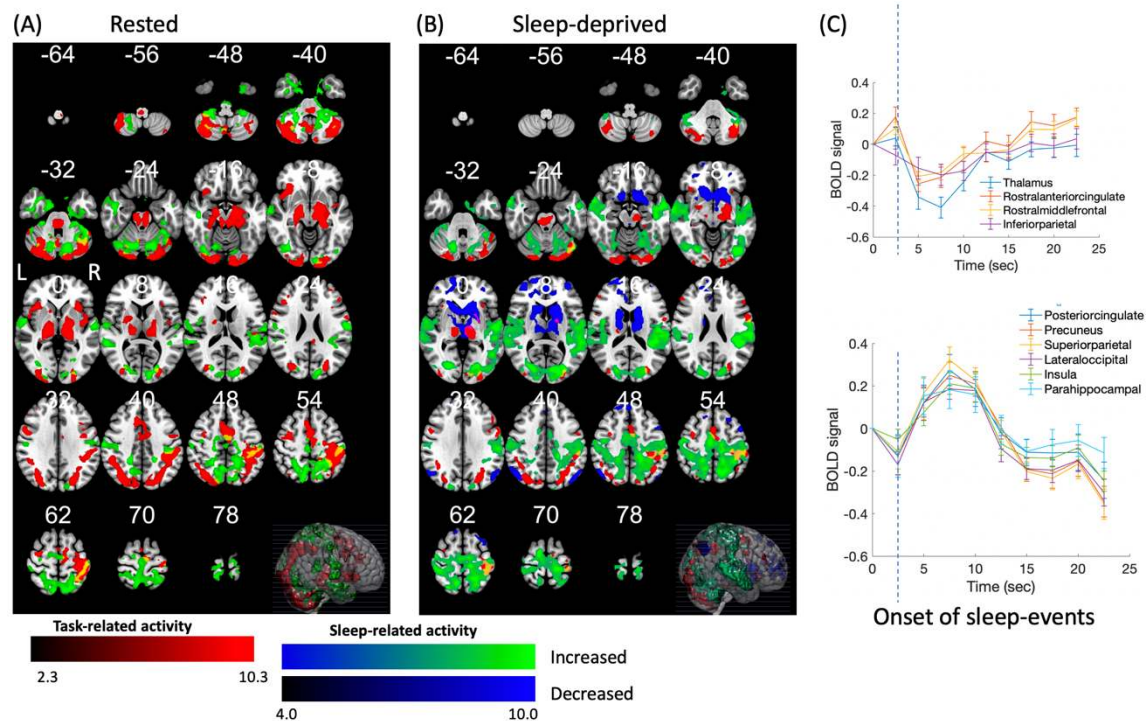 (A) Rested
-64 -56 -48 -40
-32 -24 -16 -8
L R
0 8 16 24
32 40 48 54
62 70 78
Task-related activity
2.3 10.3
(B) Sleep-deprived
-64 -56 -48 -40
-32 -24 -16 -8
0 8 16 24
32 40 48 54
62 70 78
Sleep-related activity
Increased
Decreased
4.0 10.0
(C)
0.4
0.2
0
-0.2
-0.4
-0.6
BOLD signal
Thalamus
Rostralanteriorcingulate
Rostralmiddlefrontal
Inferiorparietal
0 5 10 15 20 25
Time (sec)
0.4
0.2
0
-0.2
-0.4
-0.6
BOLD signal
Posteriorcingulate
Precuneus
Superiorparietal
Lateraloccipital
Insula
Parahippocampal
0 5 10 15 20 25
Time (sec)
Onset of sleep-events